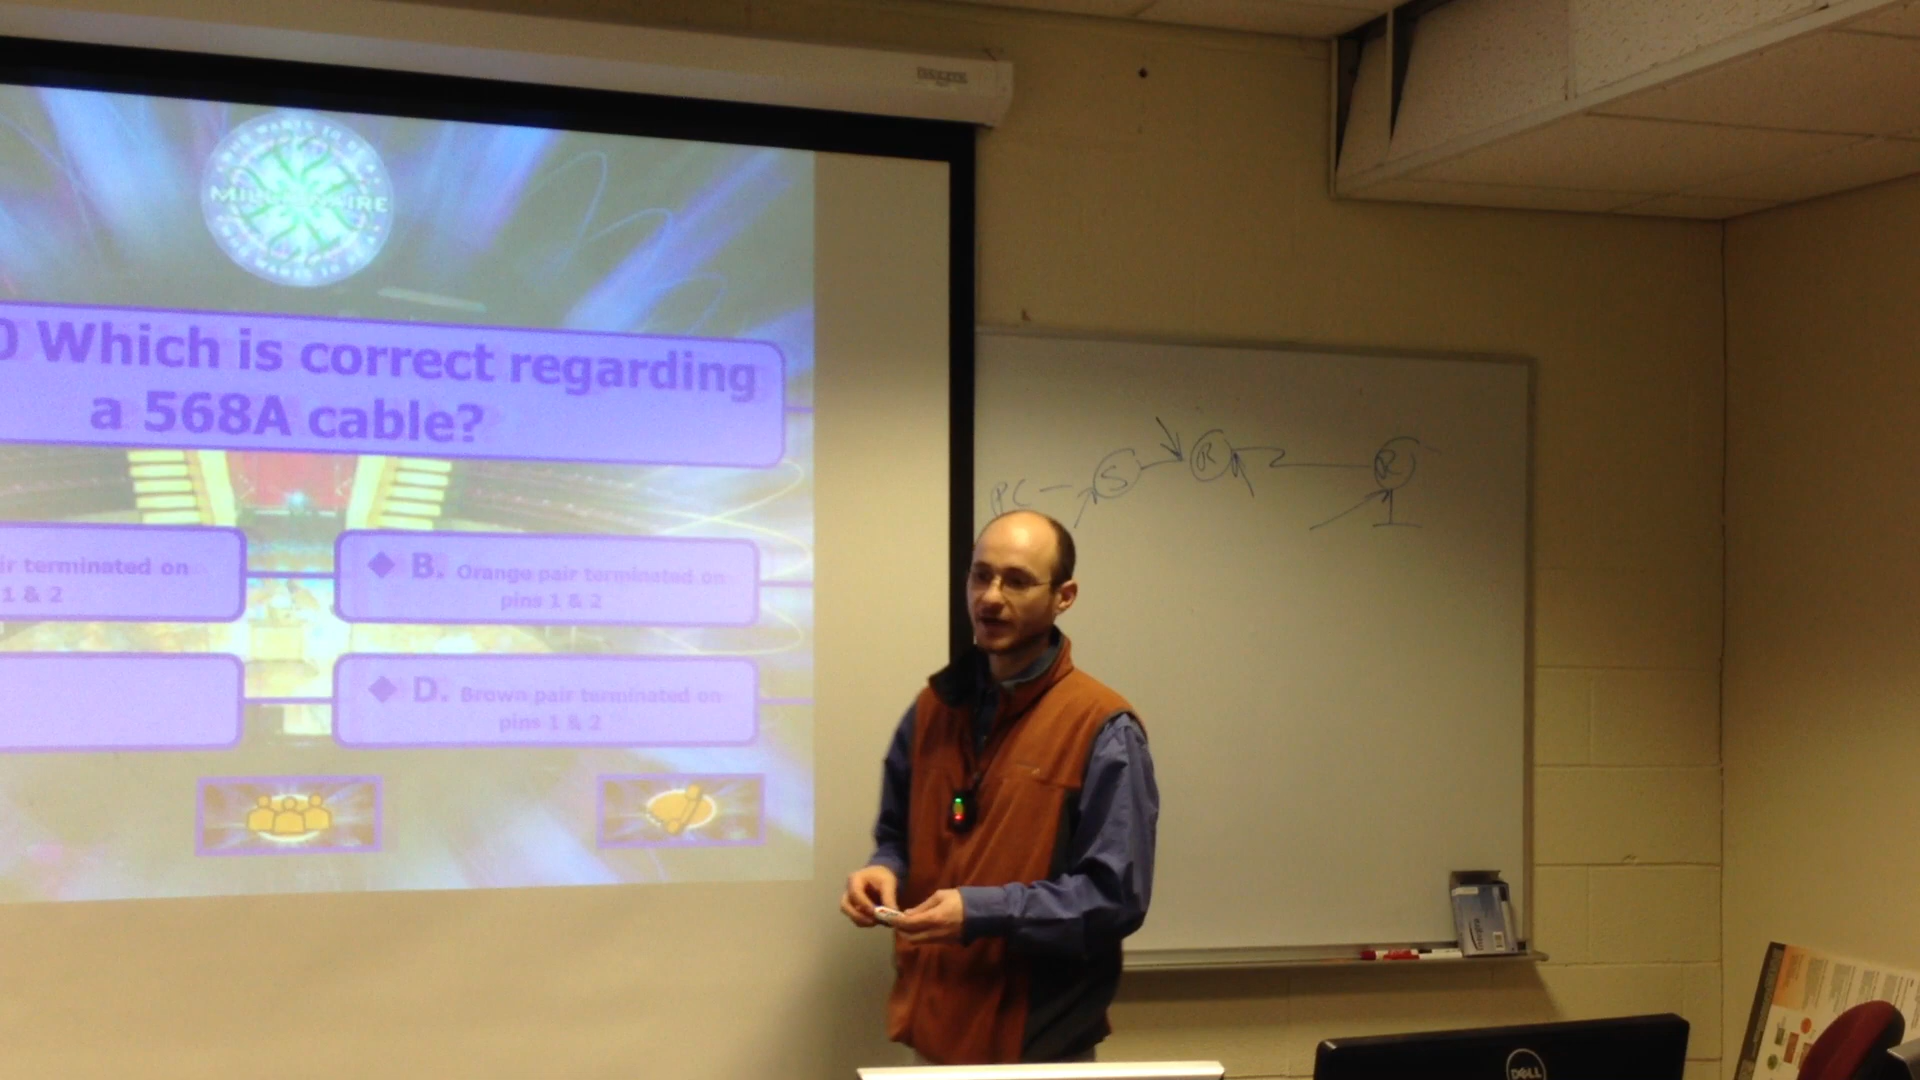 MILLIONAIRE
0 Which is correct regarding
a 568A cable?
ir terminated on
1 & 2
B. Orange pair terminated on
pins 1 & 2
D. Brown pair terminated on
pins 1 & 2
PC S R R
DELL